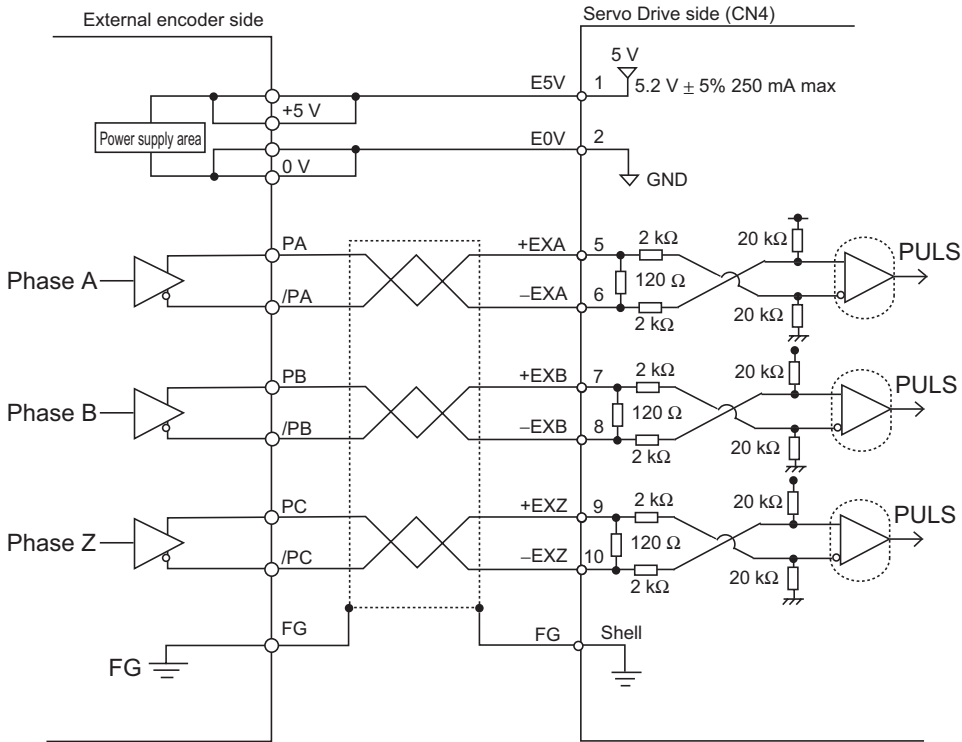 External encoder side
Servo Drive side (CN4)
5 V
E5V 1 5.2 V ± 5% 250 mA max
+5 V
Power supply area
E0V 2
0 V
GND
PA +EXA 5 2 kΩ 20 kΩ PULS
Phase A 120 Ω
/PA −EXA 6 20 kΩ
2 kΩ
PB +EXB 7 2 kΩ 20 kΩ PULS
Phase B 120 Ω
/PB −EXB 8 20 kΩ
2 kΩ
PC +EXZ 9 2 kΩ 20 kΩ PULS
Phase Z 120 Ω
/PC −EXZ 10 20 kΩ
2 kΩ
FG FG Shell
FG